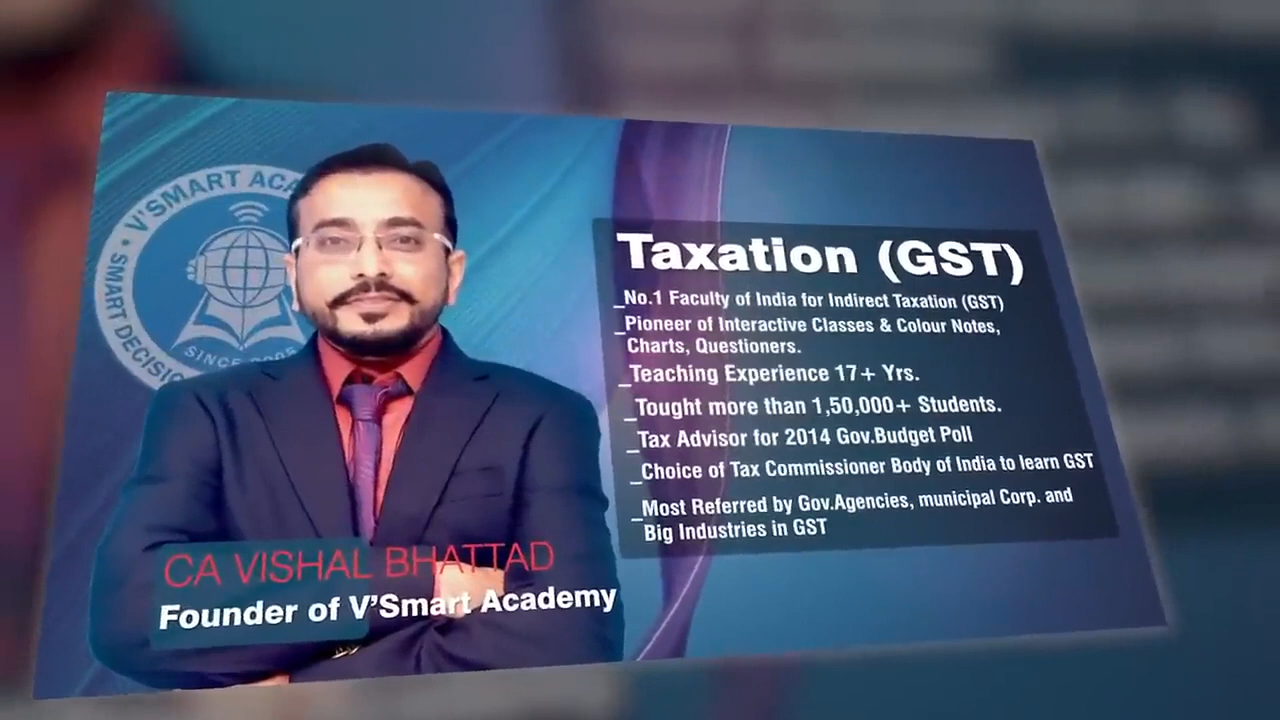 V'SMART ACA
SMART DECISIO
SINCE 2005
Taxation (GST)
_No.1 Faculty of India for Indirect Taxation (GST)
_Pioneer of Interactive Classes & Colour Notes,
Charts, Questioners.
_Teaching Experience 17+ Yrs.
_Tought more than 1,50,000+ Students.
_Tax Advisor for 2014 Gov.Budget Poll
_Choice of Tax Commissioner Body of India to learn GST
_Most Referred by Gov.Agencies, municipal Corp. and
Big Industries in GST
CA VISHAL BHATTAD
Founder of V'Smart Academy